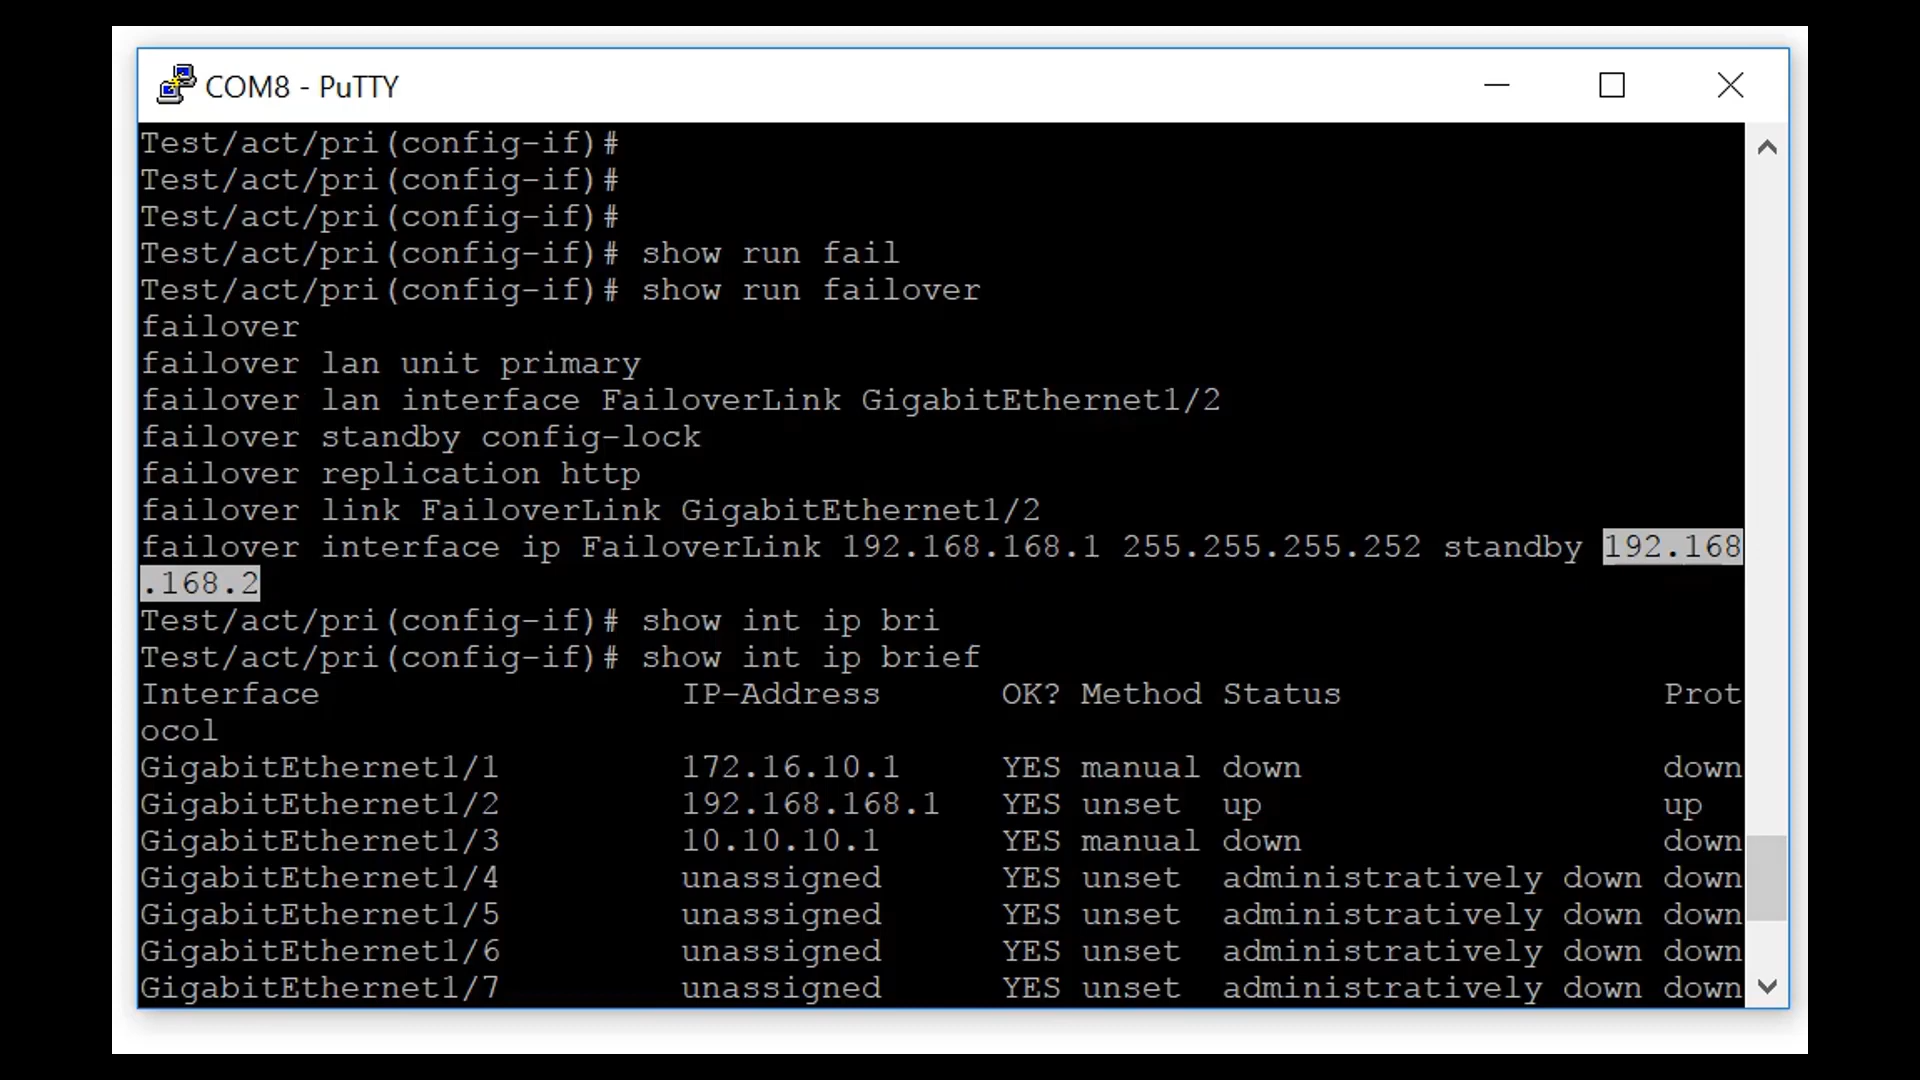 COM8 - PuTTY
Test/act/pri(config-if)#
Test/act/pri(config-if)#
Test/act/pri(config-if)#
Test/act/pri(config-if)# show run fail
Test/act/pri(config-if)# show run failover
failover
failover lan unit primary
failover lan interface FailoverLink GigabitEthernet1/2
failover standby config-lock
failover replication http
failover link FailoverLink GigabitEthernet1/2
failover interface ip FailoverLink 192.168.168.1 255.255.255.252 standby 192.168
.168.2
Test/act/pri(config-if)# show int ip bri
Test/act/pri(config-if)# show int ip brief
Interface                  IP-Address      OK? Method Status                Prot
ocol
GigabitEthernet1/1         172.16.10.1     YES manual down                  down
GigabitEthernet1/2         192.168.168.1   YES unset  up                    up
GigabitEthernet1/3         10.10.10.1      YES manual down                  down
GigabitEthernet1/4         unassigned      YES unset  administratively down down
GigabitEthernet1/5         unassigned      YES unset  administratively down down
GigabitEthernet1/6         unassigned      YES unset  administratively down down
GigabitEthernet1/7         unassigned      YES unset  administratively down down